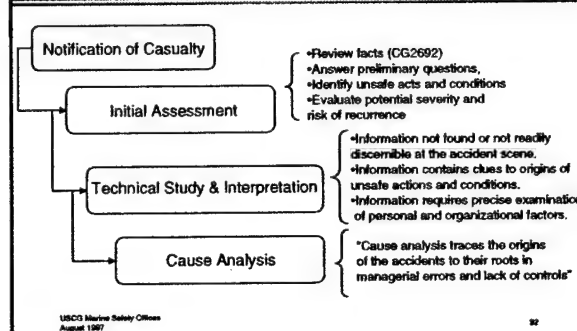 Notification of Casualty
•Review facts (CG2692)
•Answer preliminary questions,
•Identify unsafe acts and conditions
•Evaluate potential severity and
risk of recurrence
Initial Assessment
•Information not found or not readily
discernible at the accident scene.
•Information contains clues to origins of
unsafe actions and conditions.
•Information requires precise examination
of personal and organizational factors.
Technical Study & Interpretation
Cause Analysis
"Cause analysis traces the origins
of the accidents to their roots in
managerial errors and lack of controls"
USCG Marine Safety Offices
August 1997
92